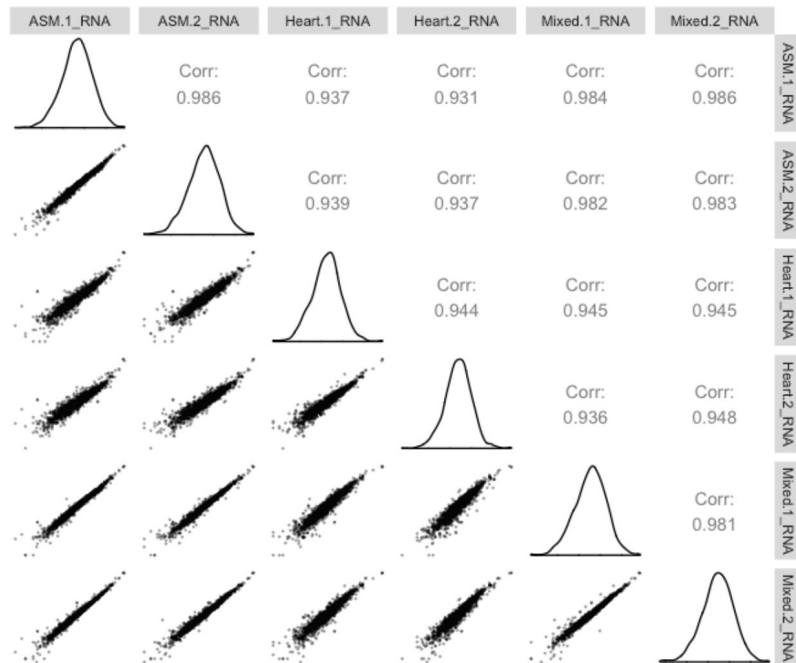 ASM.1_RNA ASM.2_RNA Heart.1_RNA Heart.2_RNA Mixed.1_RNA Mixed.2_RNA
Corr: Corr: Corr: Corr: Corr:
0.986 0.937 0.931 0.984 0.986
ASM.1_RNA
Corr: Corr: Corr: Corr:
0.939 0.937 0.982 0.983
ASM.2_RNA
Corr: Corr: Corr:
0.944 0.945 0.945
Heart.1_RNA
Corr: Corr:
0.936 0.948
Heart.2_RNA
Corr:
0.981
Mixed.1_RNA
Mixed.2_RNA